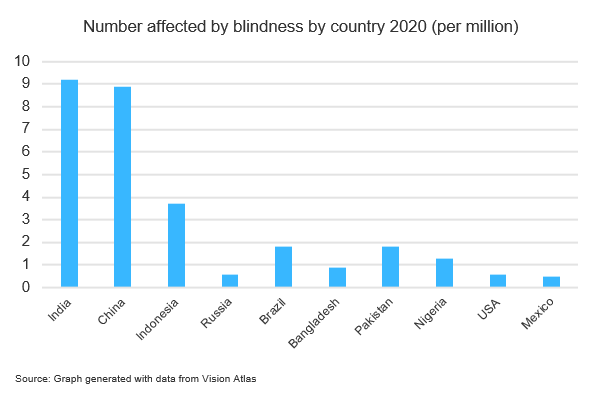 Number affected by blindness by country 2020 (per million)
10
9
8
7
6
5
4
3
2
1
0
India
China
Indonesia
Russia
Brazil
Bangladesh
Pakistan
Nigeria
USA
Mexico
Source: Graph generated with data from Vision Atlas